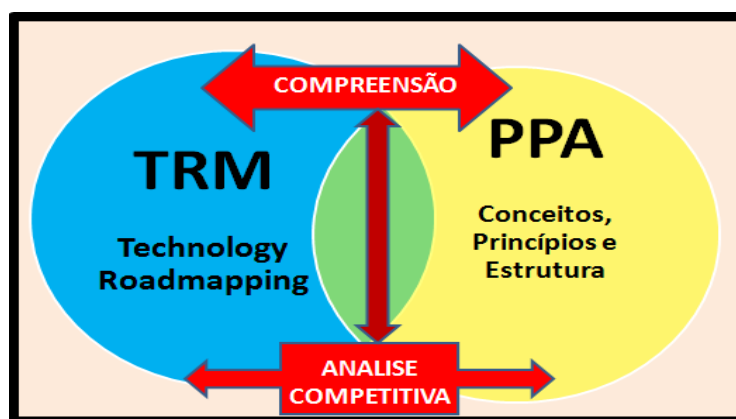 COMPREENSÃO
TRM
Technology
Roadmapping
PPA
Conceitos,
Princípios e
Estrutura
ANALISE
COMPETITIVA